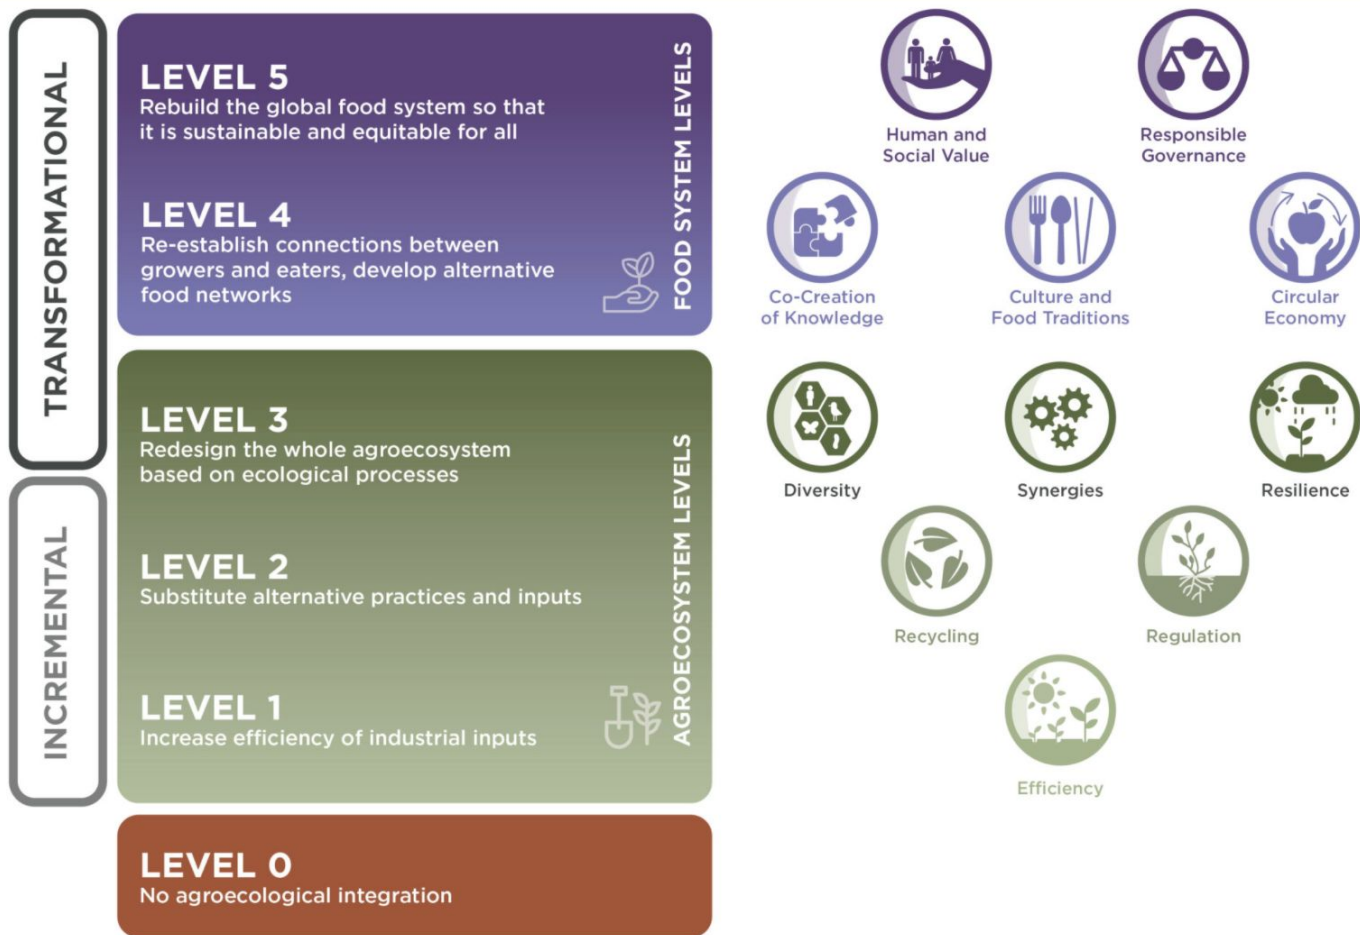 TRANSFORMATIONAL
INCREMENTAL
LEVEL 5
Rebuild the global food system so that
it is sustainable and equitable for all
LEVEL 4
Re-establish connections between
growers and eaters, develop alternative
food networks
FOOD SYSTEM LEVELS
LEVEL 3
Redesign the whole agroecosystem
based on ecological processes
LEVEL 2
Substitute alternative practices and inputs
LEVEL 1
Increase efficiency of industrial inputs
AGROECOSYSTEM LEVELS
LEVEL 0
No agroecological integration
Human and
Social Value
Responsible
Governance
Co-Creation
of Knowledge
Culture and
Food Traditions
Circular
Economy
Diversity
Synergies
Resilience
Recycling
Regulation
Efficiency